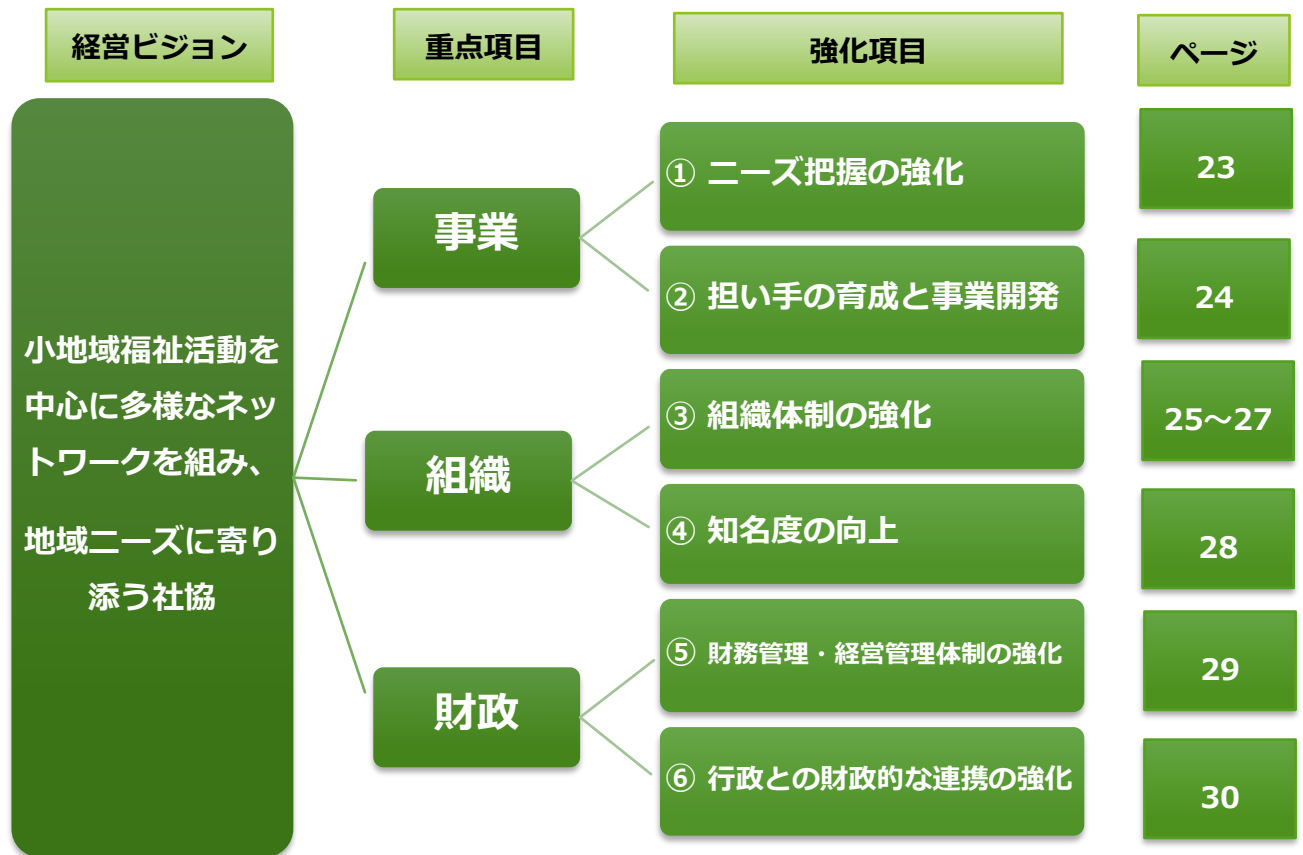 経営ビジョン
重点項目
強化項目
ページ
小地域福祉活動を
中心に多様なネッ
トワークを組み、
地域ニーズに寄り
添う社協
事業
① ニーズ把握の強化
23
② 担い手の育成と事業開発
24
組織
③ 組織体制の強化
25～27
④ 知名度の向上
28
財政
⑤ 財務管理・経営管理体制の強化
29
⑥ 行政との財政的な連携の強化
30